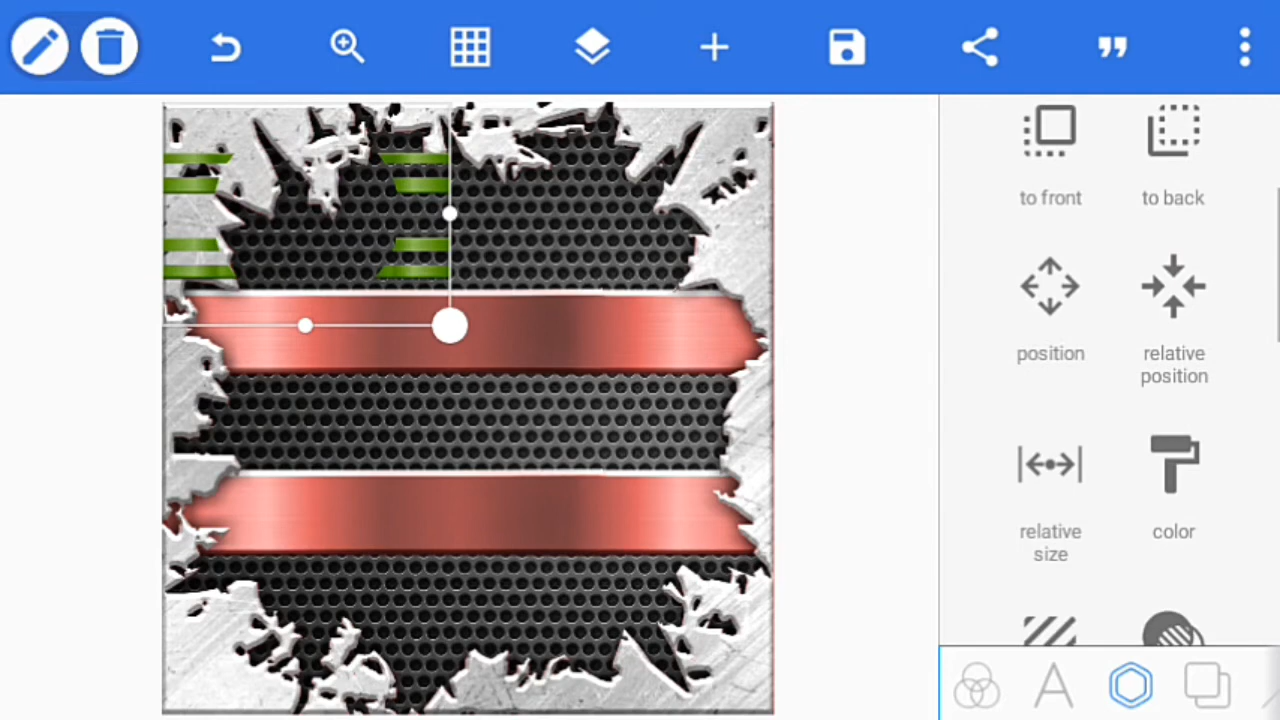 to front
to back
position
relative
position
relative
size
color